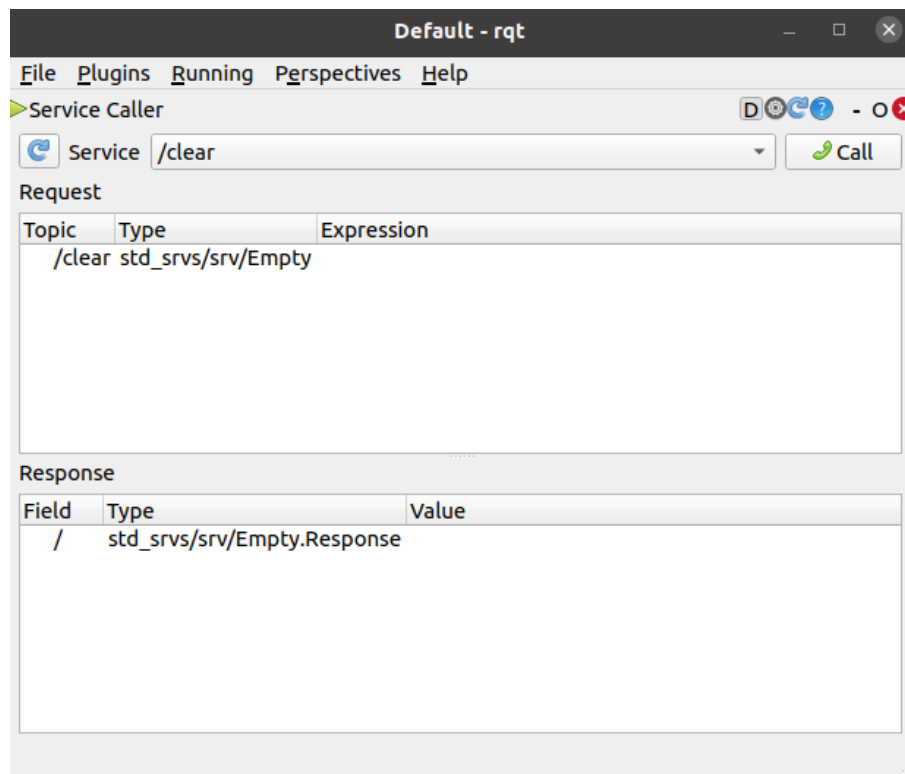 Default - rqt
File Plugins Running Perspectives Help
Service Caller D ? - O
Service /clear Call
Request
Topic Type Expression
/clear std_srvs/srv/Empty
Response
Field Type Value
/ std_srvs/srv/Empty.Response